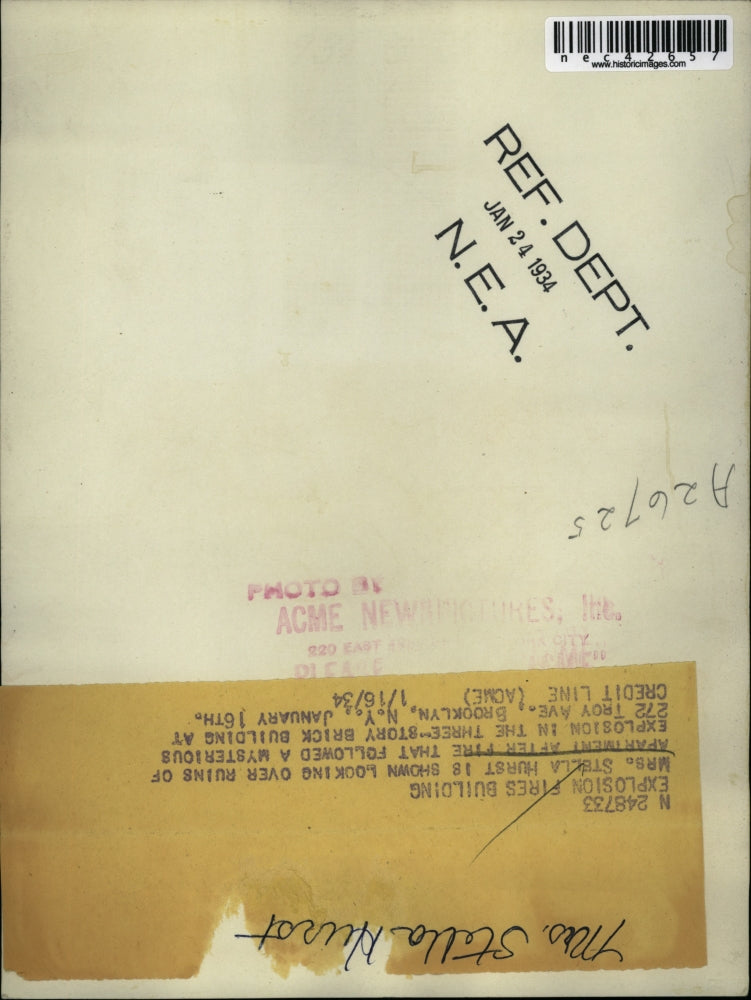 nec42657
www.historicimages.com
REF. DEPT.
JAN 24 1934
N. E. A.
A26725
PHOTO BY
ACME NEWSPICTURES, Inc.
220 EAST CITY
PLEASE "ACME"
N 248733
EXPLOSION FIRES BUILDING
MRS. STELLA HURST IS SHOWN LOOKING OVER RUINS OF
APARTMENT AFTER FIRE THAT FOLLOWED A MYSTERIOUS
EXPLOSION IN THE THREE-STORY BRICK BUILDING AT
272 TROY AVE., BROOKLYN, N.Y., JANUARY 16TH.
CREDIT LINE (ACME) 1/16/34
Mrs. Stella Hurst